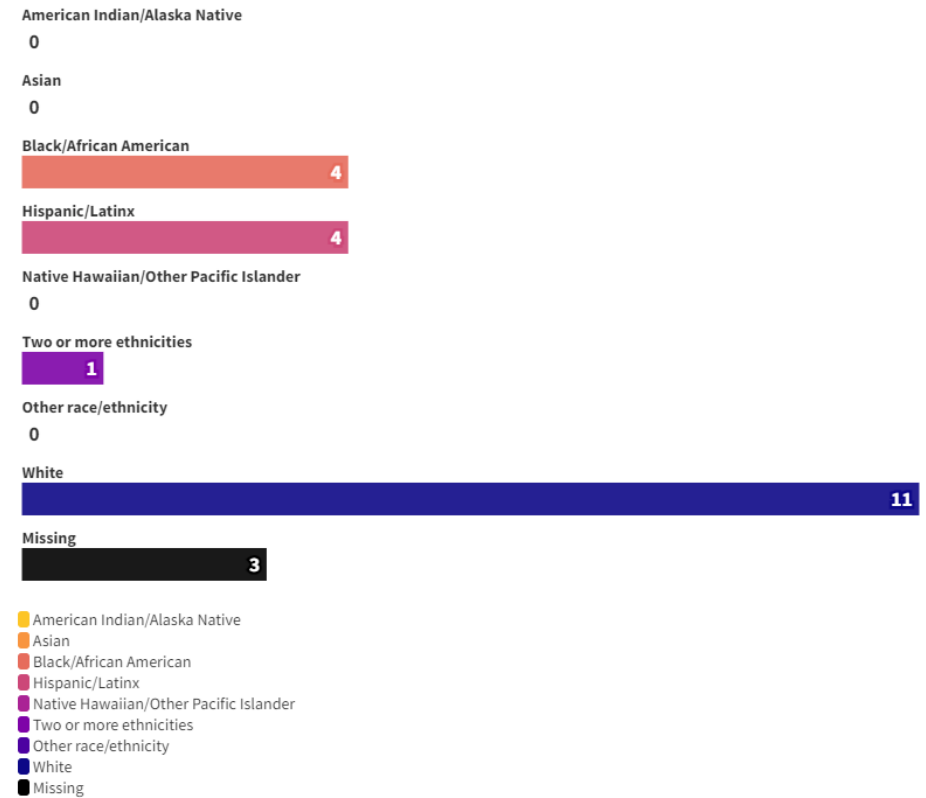 American Indian/Alaska Native
0
Asian
0
Black/African American
4
Hispanic/Latinx
4
Native Hawaiian/Other Pacific Islander
0
Two or more ethnicities
1
Other race/ethnicity
0
White
11
Missing
3
American Indian/Alaska Native
Asian
Black/African American
Hispanic/Latinx
Native Hawaiian/Other Pacific Islander
Two or more ethnicities
Other race/ethnicity
White
Missing